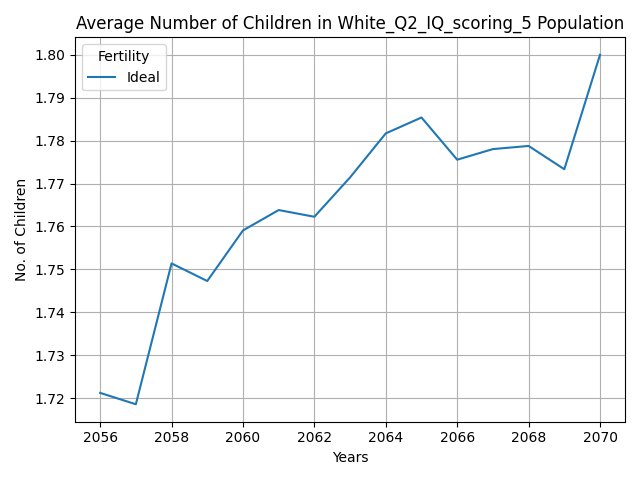 Average Number of Children in White_Q2_IQ_scoring_5 Population
Fertility
Ideal
1.80
1.79
1.78
1.77
1.76
1.75
1.74
1.73
1.72
No. of Children
2056 2058 2060 2062 2064 2066 2068 2070
Years